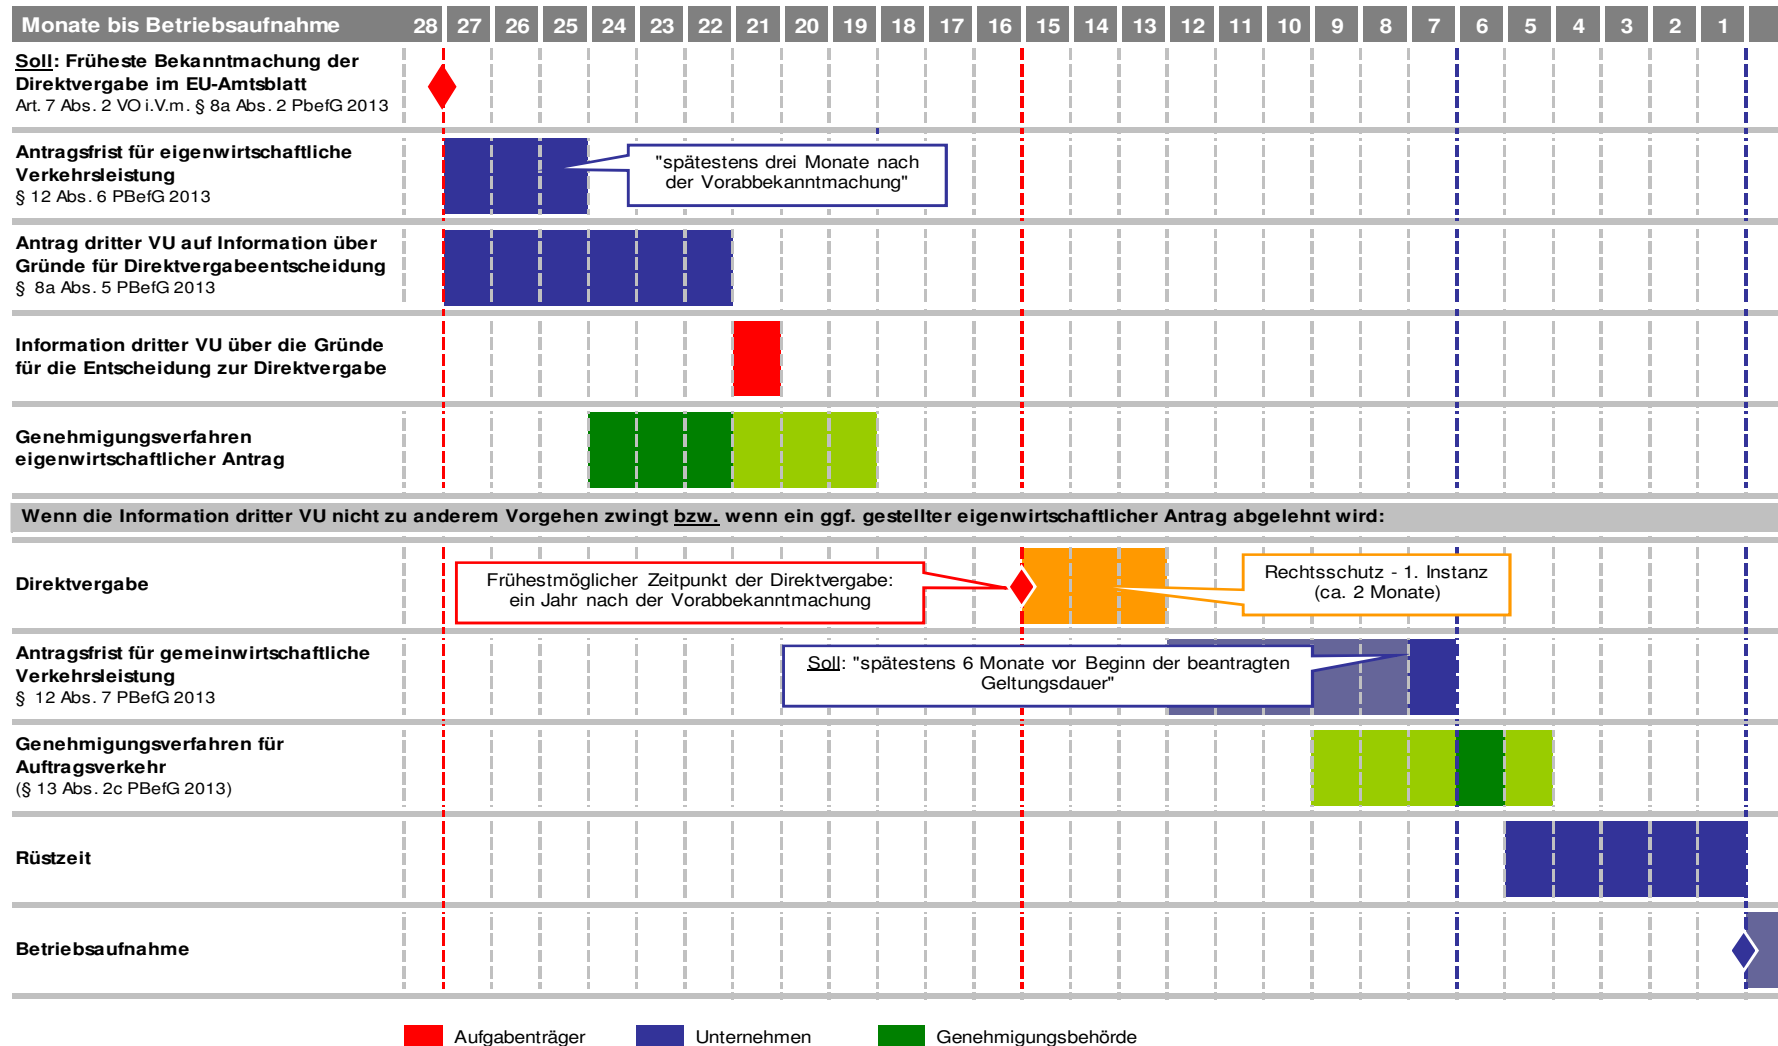 Monate bis Betriebsaufnahme 28 27 26 25 24 23 22 21 20 19 18 17 16 15 14 13 12 11 10 9 8 7 6 5 4 3 2 1
Soll: Früheste Bekanntmachung der
Direktvergabe im EU-Amtsblatt
Art. 7 Abs. 2 VO i.V.m. § 8a Abs. 2 PbefG 2013
Antragsfrist für eigenwirtschaftliche
Verkehrsleistung
§ 12 Abs. 6 PBefG 2013
"spätestens drei Monate nach
der Vorabbekanntmachung"
Antrag dritter VU auf Information über
Gründe für Direktvergabeentscheidung
§ 8a Abs. 5 PBefG 2013
Information dritter VU über die Gründe
für die Entscheidung zur Direktvergabe
Genehmigungsverfahren
eigenwirtschaftlicher Antrag
Wenn die Information dritter VU nicht zu anderem Vorgehen zwingt bzw. wenn ein ggf. gestellter eigenwirtschaftlicher Antrag abgelehnt wird:
Direktvergabe
Frühestmöglicher Zeitpunkt der Direktvergabe:
ein Jahr nach der Vorabbekanntmachung
Rechtsschutz - 1. Instanz
(ca. 2 Monate)
Antragsfrist für gemeinwirtschaftliche
Verkehrsleistung
§ 12 Abs. 7 PBefG 2013
Soll: "spätestens 6 Monate vor Beginn der beantragten
Geltungsdauer"
Genehmigungsverfahren für
Auftragsverkehr
(§ 13 Abs. 2c PBefG 2013)
Rüstzeit
Betriebsaufnahme
Aufgabenträger Unternehmen Genehmigungsbehörde